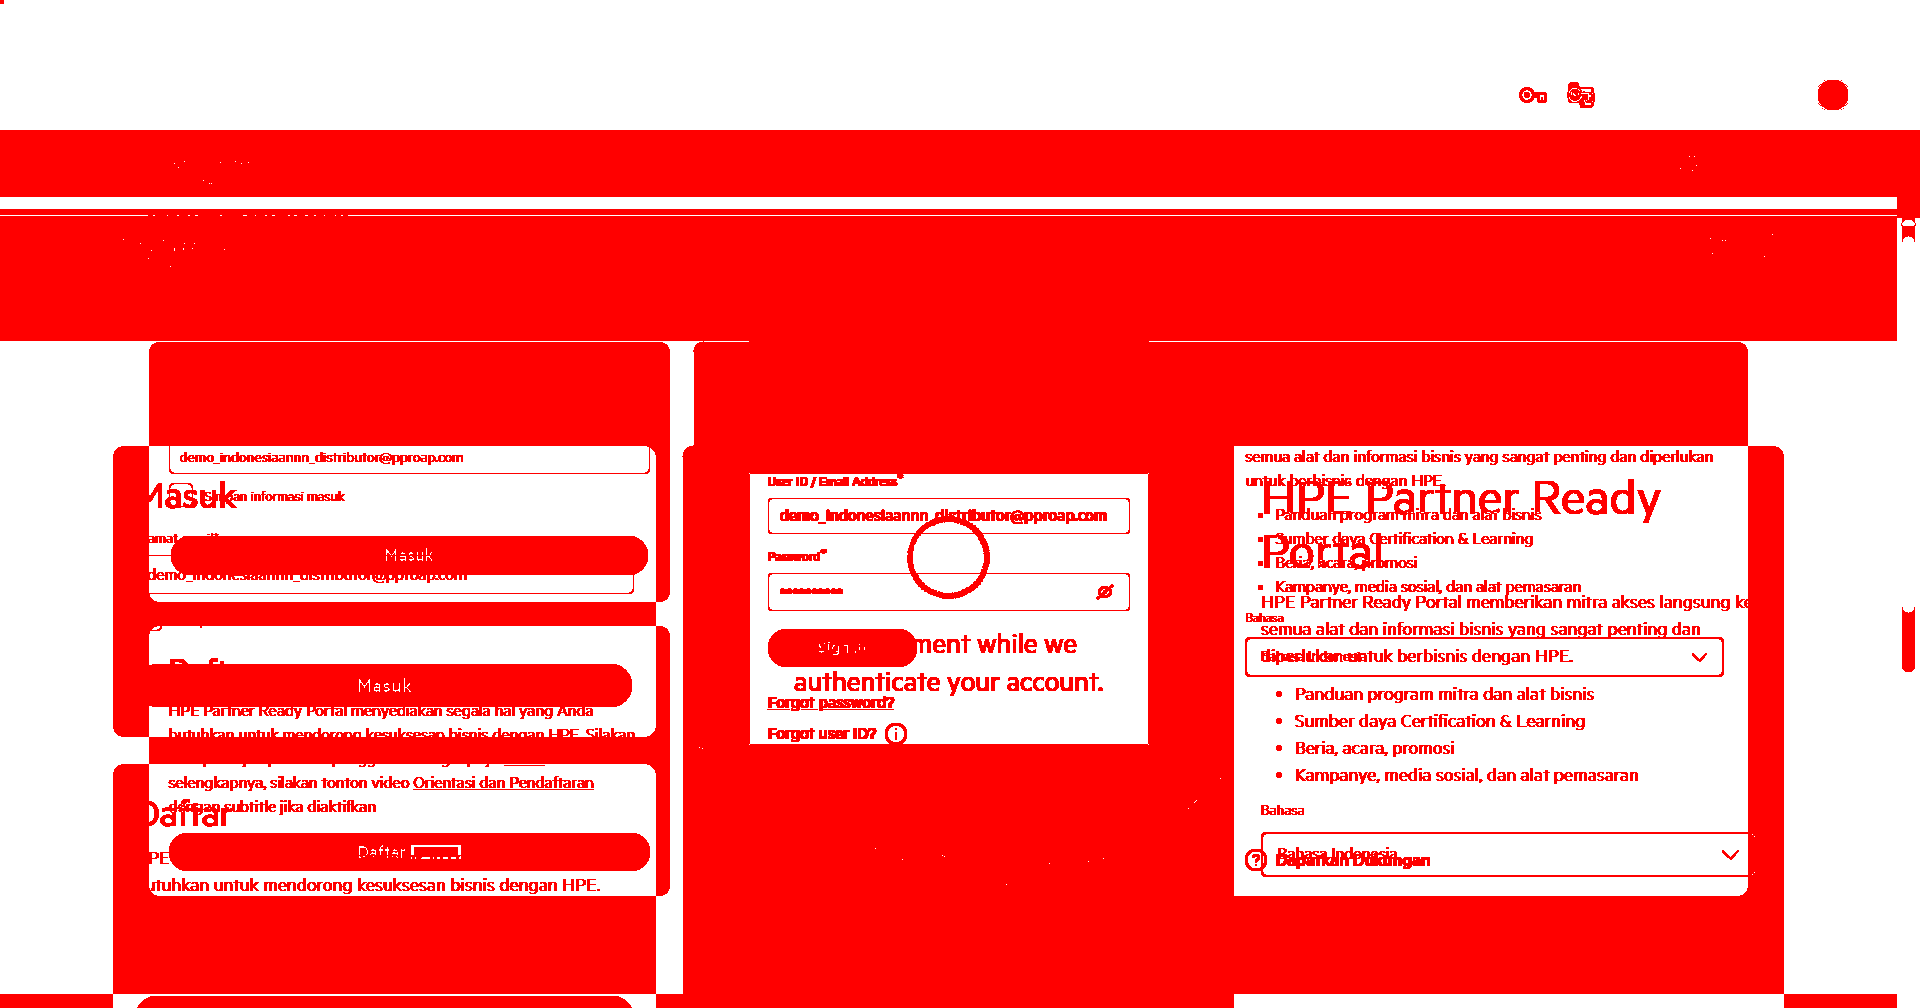 demo_indonesiaannn_distributor@pproap.com
Simpan informasi masuk
Masuk
Masuk
demo_indonesiaannn_distributor@pproap.com
Masuk
HPE Partner Ready Portal menyediakan segala hal yang Anda
butuhkan untuk mendorong kesuksesan bisnis dengan HPE. Silakan
selengkapnya, silakan tonton video Orientasi dan Pendaftaran
dengan subtitle jika diaktifkan
Daftar
Daftar
utuhkan untuk mendorong kesuksesan bisnis dengan HPE.
User ID / Email Address*
demo_indonesiaannn_distributor@pproap.com
Password*
Sign in
ment while we
authenticate your account.
Forgot password?
Forgot user ID?
semua alat dan informasi bisnis yang sangat penting dan diperlukan
untuk berbisnis dengan HPE
HPE Partner Ready
Portal
Panduan program mitra dan alat bisnis
Sumber daya Certification & Learning
Beria, acara, promosi
Kampanye, media sosial, dan alat pemasaran
HPE Partner Ready Portal memberikan mitra akses langsung ke
Bahasa
semua alat dan informasi bisnis yang sangat penting dan
diperlukan untuk berbisnis dengan HPE.
Panduan program mitra dan alat bisnis
Sumber daya Certification & Learning
Beria, acara, promosi
Kampanye, media sosial, dan alat pemasaran
Bahasa
Bahasa Indonesia
Dapatkan Dukungan